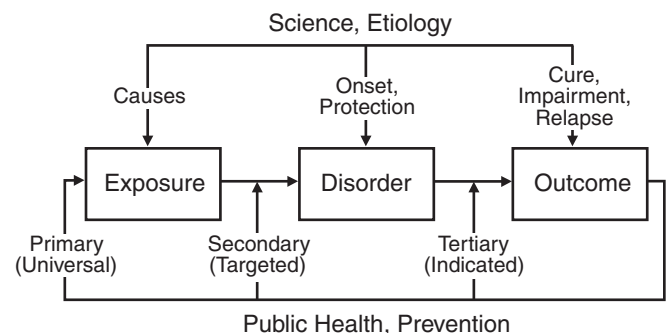 Science, Etiology
Causes
Onset,
Protection
Cure,
Impairment,
Relapse
Exposure
Disorder
Outcome
Primary
(Universal)
Secondary
(Targeted)
Tertiary
(Indicated)
Public Health, Prevention